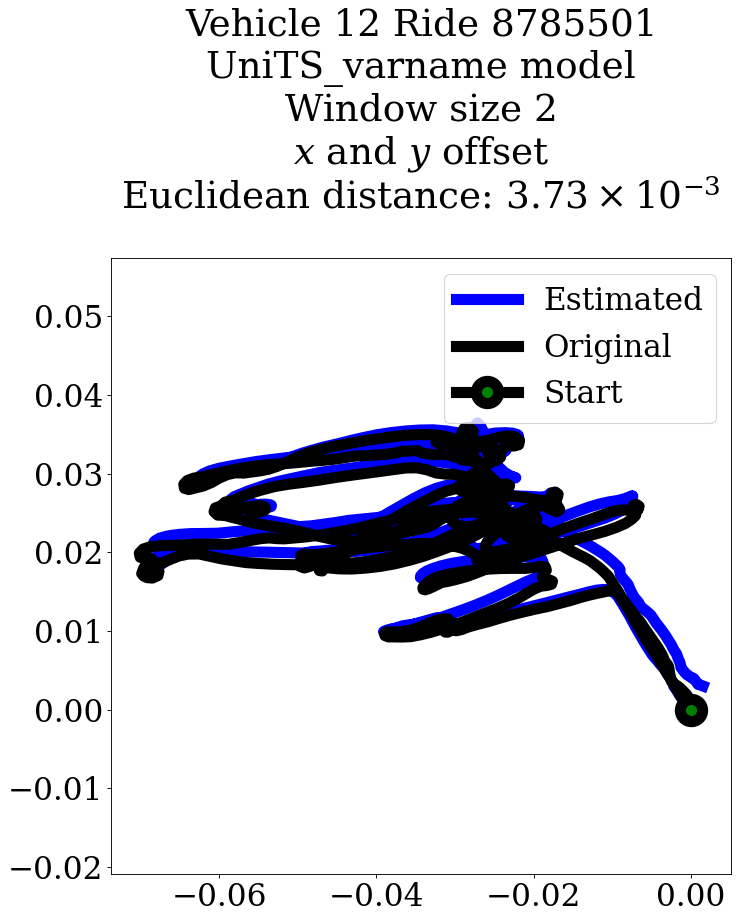 Vehicle 12 Ride 8785501
UniTS_varname model
Window size 2
x and y offset
Euclidean distance: 3.73 × 10⁻³
Estimated
Original
Start
0.05
0.04
0.03
0.02
0.01
0.00
−0.01
−0.02
−0.06 −0.04 −0.02 0.00